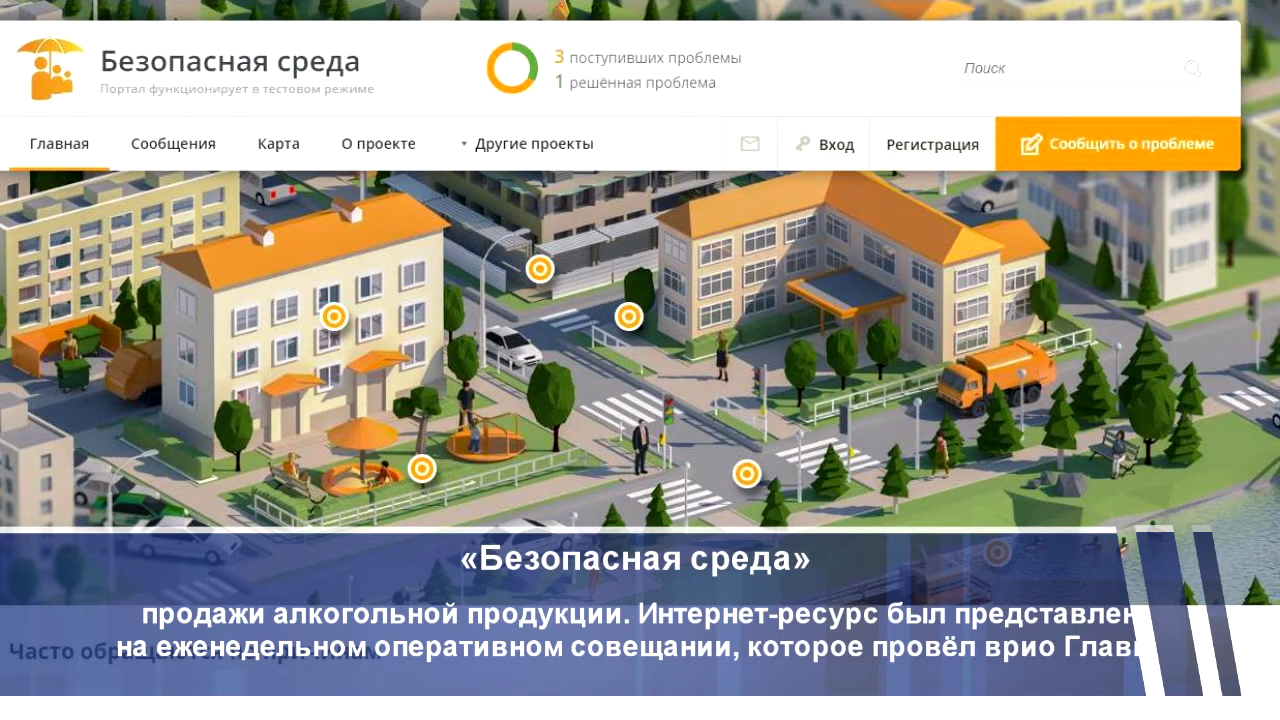 Безопасная среда
Портал функционирует в тестовом режиме
3 поступивших проблемы
1 решённая проблема
Поиск
Главная
Сообщения
Карта
О проекте
Другие проекты
Вход
Регистрация
Сообщить о проблеме
«Безопасная среда»
продажи алкогольной продукции. Интернет-ресурс был представлен
на еженедельном оперативном совещании, которое провёл врио
Часто